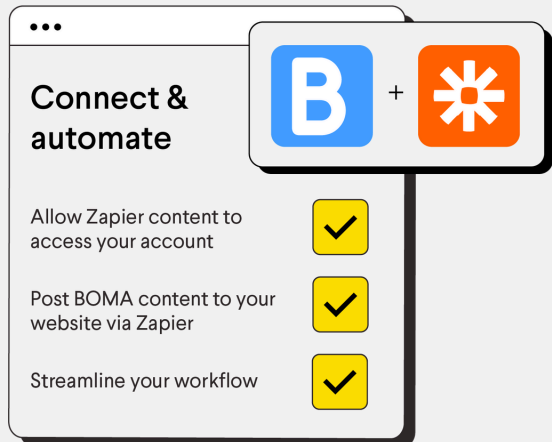 Connect &
automate
B
+
Allow Zapier content to
access your account
Post BOMA content to your
website via Zapier
Streamline your workflow